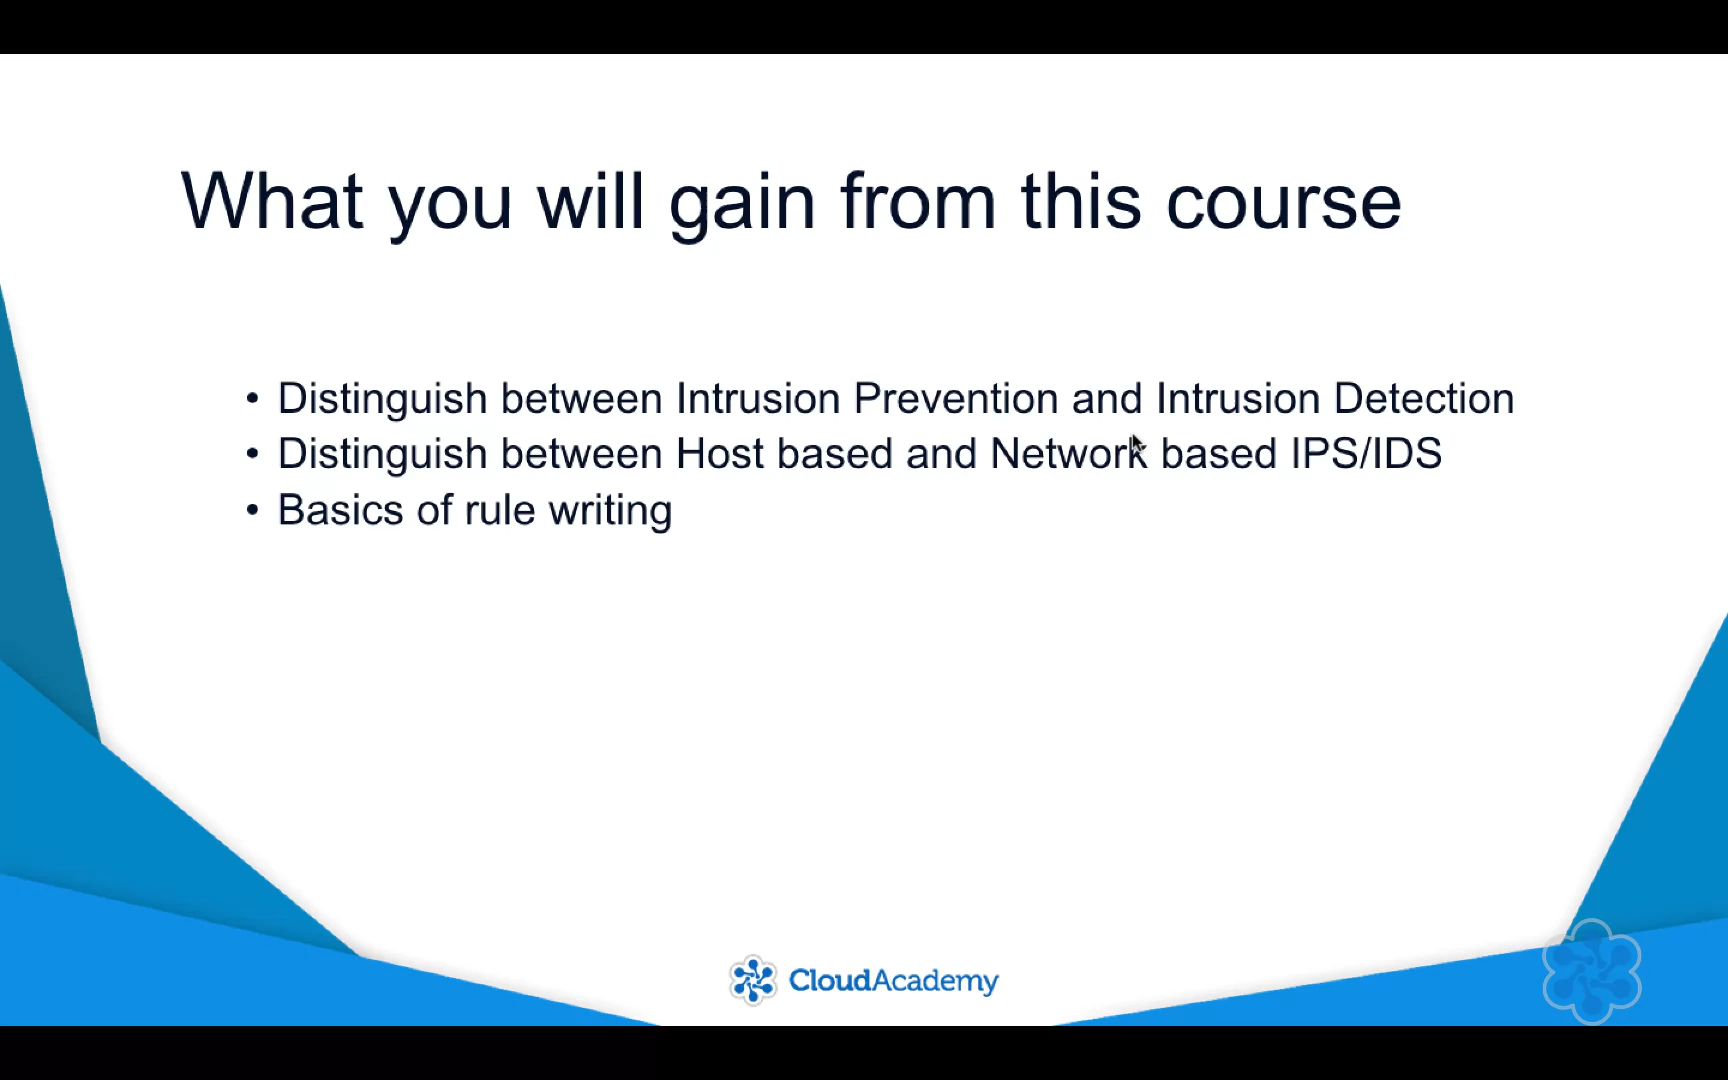 What you will gain from this course
• Distinguish between Intrusion Prevention and Intrusion Detection
• Distinguish between Host based and Network based IPS/IDS
• Basics of rule writing
CloudAcademy